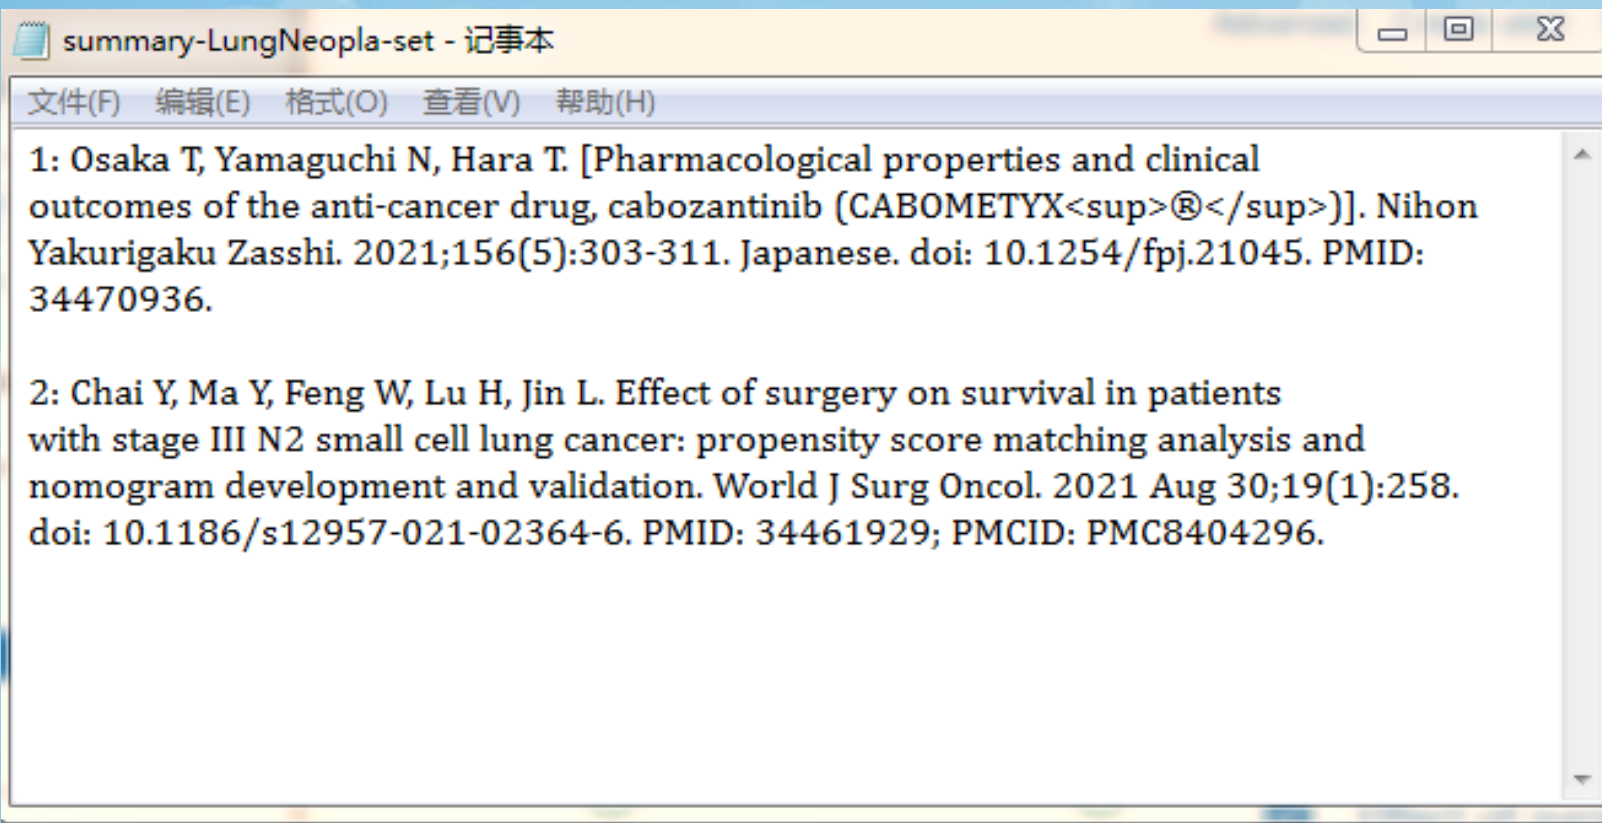 summary-LungNeopla-set - 记事本
文件(F) 编辑(E) 格式(O) 查看(V) 帮助(H)
1: Osaka T, Yamaguchi N, Hara T. [Pharmacological properties and clinical
outcomes of the anti-cancer drug, cabozantinib (CABOMETYX<sup>®</sup>)]. Nihon
Yakurigaku Zasshi. 2021;156(5):303-311. Japanese. doi: 10.1254/fpj.21045. PMID:
34470936.
2: Chai Y, Ma Y, Feng W, Lu H, Jin L. Effect of surgery on survival in patients
with stage III N2 small cell lung cancer: propensity score matching analysis and
nomogram development and validation. World J Surg Oncol. 2021 Aug 30;19(1):258.
doi: 10.1186/s12957-021-02364-6. PMID: 34461929; PMCID: PMC8404296.